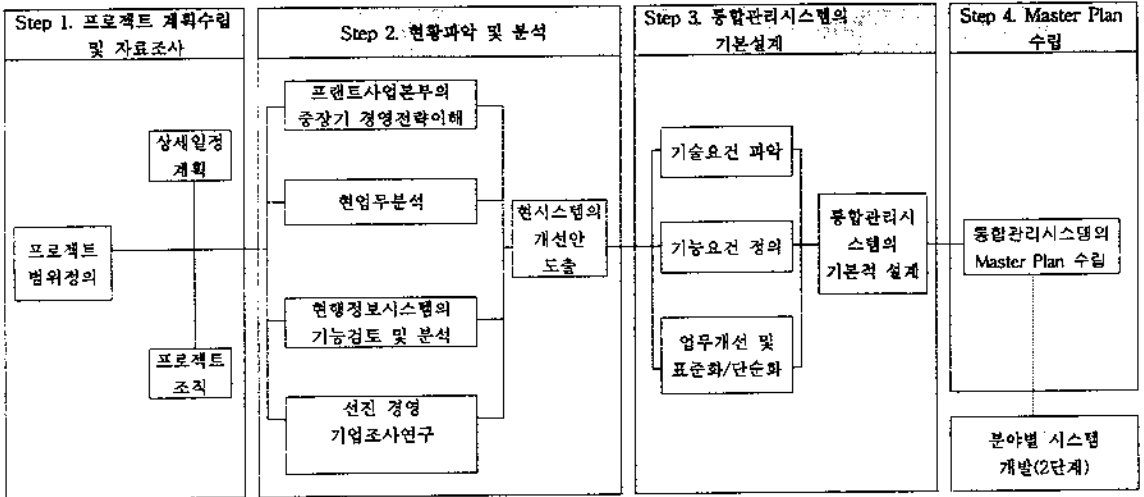 Step 1. 프로젝트 계획수립
및 자료조사
Step 2. 현황파악 및 분석
Step 3. 통합관리시스템의
기본설계
Step 4. Master Plan
수립
프로젝트
범위정의
상세일정
계획
프로젝트
조직
프랜트사업본부의
중장기 경영전략이해
현업무분석
현행정보시스템의
기능검토 및 분석
선진 경영
기업조사연구
현시스템의
개선안
도출
기술요건 파악
기능요건 정의
업무개선 및
표준화/단순화
통합관리시
스템의
기본적 설계
통합관리시스템의
Master Plan 수립
분야별 시스템
개발(2단계)